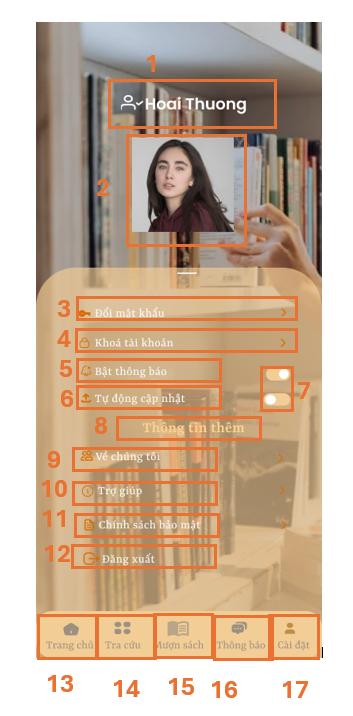 1
Hoai Thuong
2
3 Đổi mật khẩu
4 Khoá tài khoản
5 Bật thông báo
6 Tự động cập nhật
7
8 Thông tin thêm
9 Về chúng tôi
10 Trợ giúp
11 Chính sách bảo mật
12 Đăng xuất
Trang chủ Tra cứu Mượn sách Thông báo Cài đặt
13 14 15 16 17